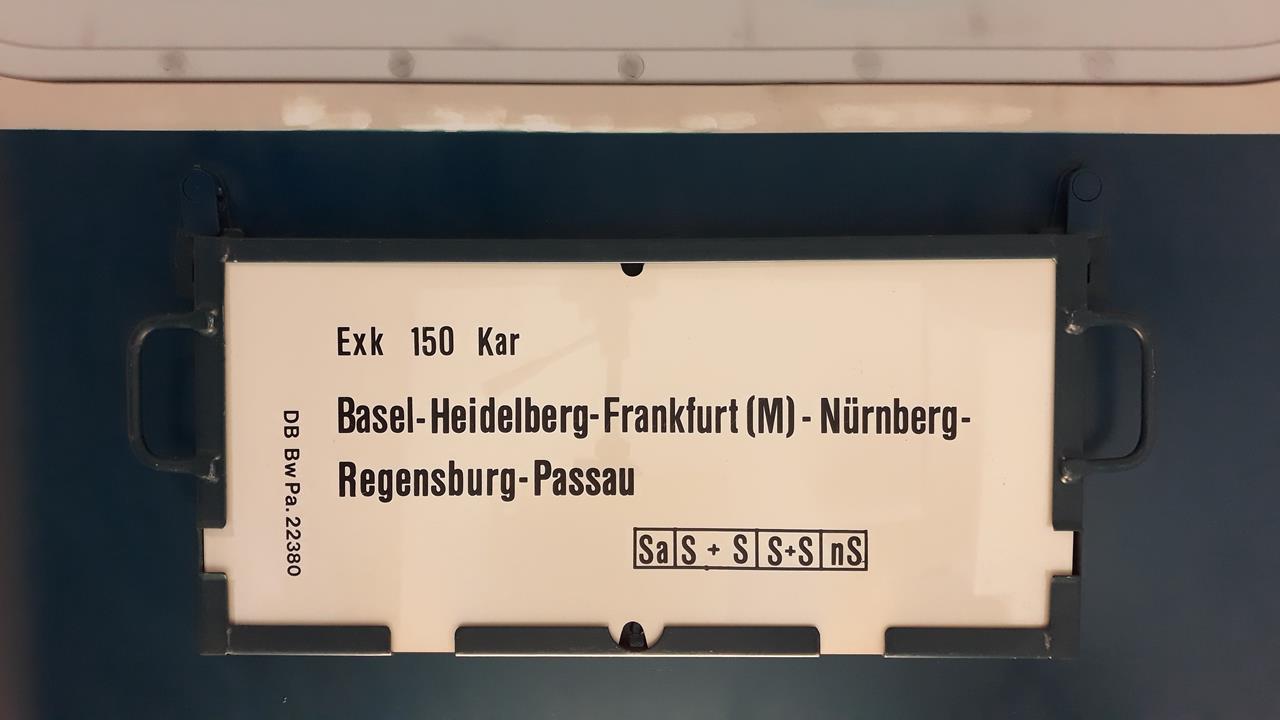 Exk 150 Kar
Basel-Heidelberg-Frankfurt (M) - Nürnberg-
Regensburg-Passau
Sa S + S S+S nS
DB Bw Pa. 22380